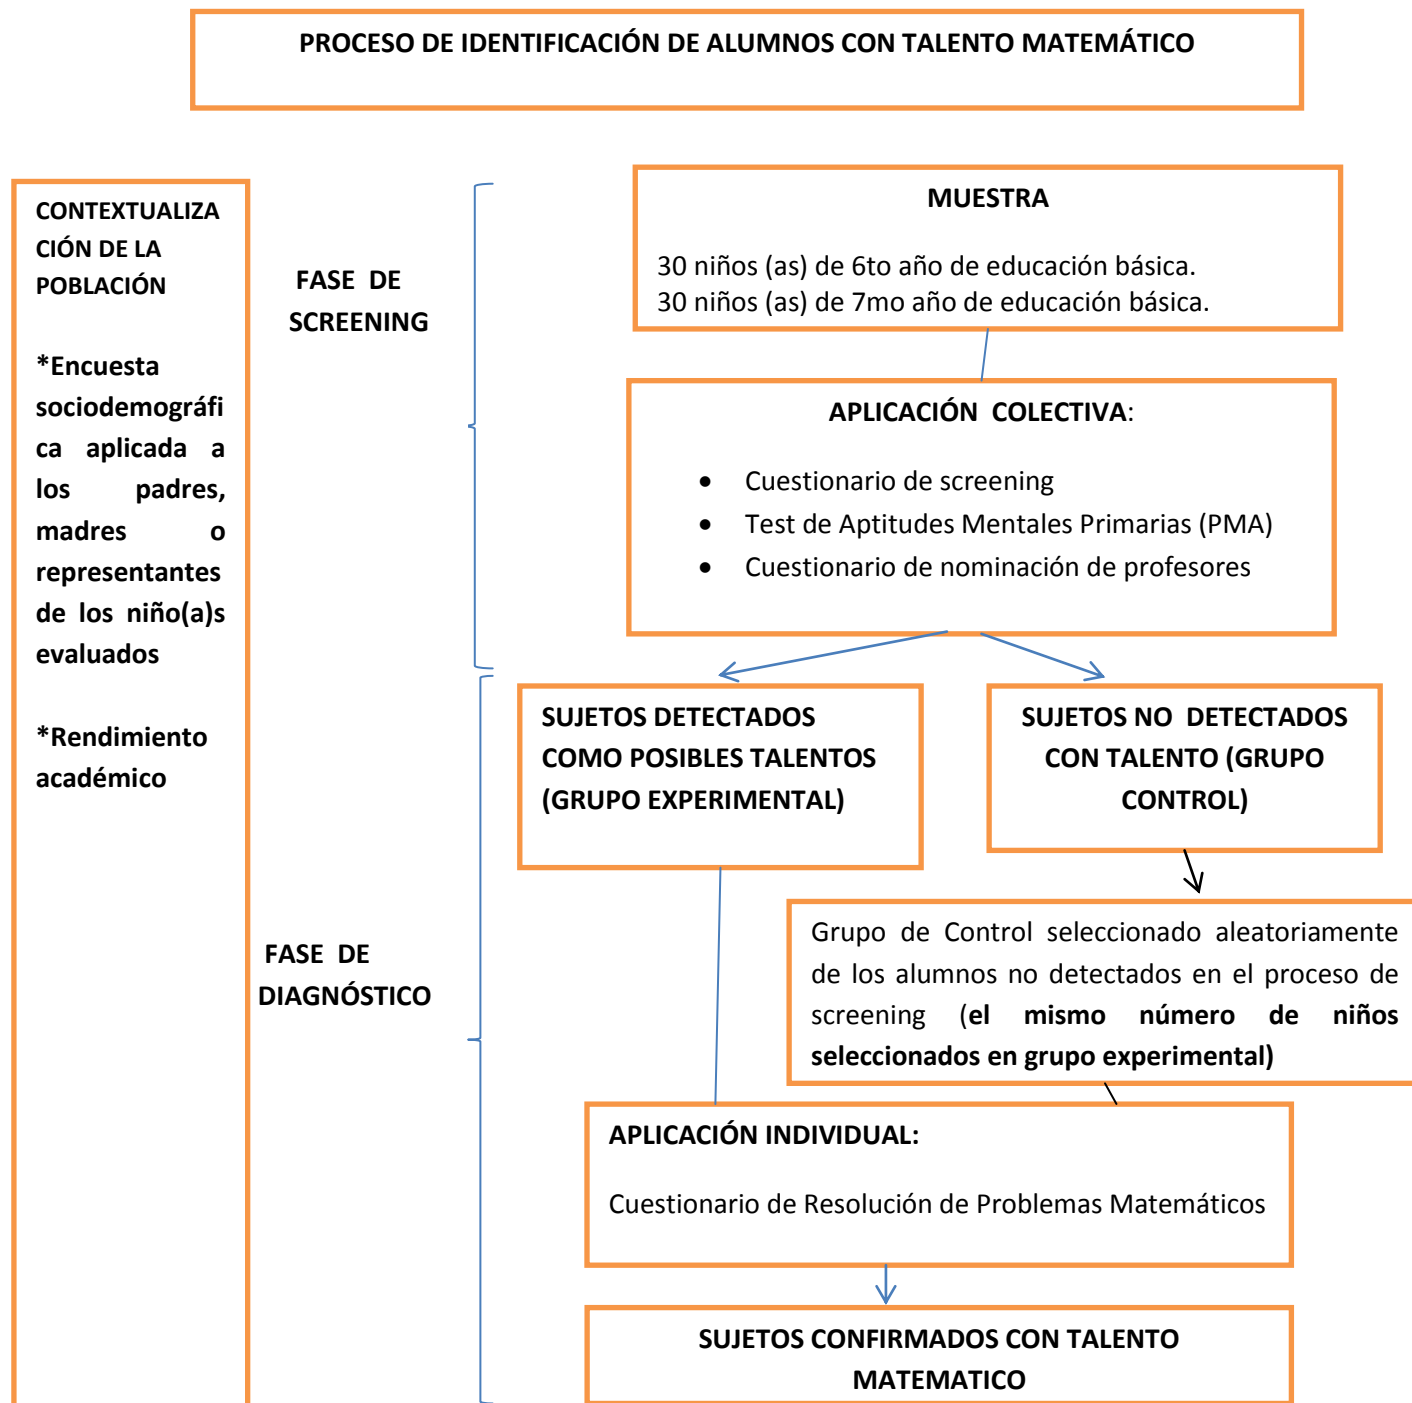 PROCESO DE IDENTIFICACIÓN DE ALUMNOS CON TALENTO MATEMÁTICO
CONTEXTUALIZA
CIÓN DE LA
POBLACIÓN
*Encuesta
sociodemográfi
ca aplicada a
los padres,
madres o
representantes
de los niño(a)s
evaluados
*Rendimiento
académico
FASE DE
SCREENING
MUESTRA
30 niños (as) de 6to año de educación básica.
30 niños (as) de 7mo año de educación básica.
APLICACIÓN COLECTIVA:
• Cuestionario de screening
• Test de Aptitudes Mentales Primarias (PMA)
• Cuestionario de nominación de profesores
SUJETOS DETECTADOS
COMO POSIBLES TALENTOS
(GRUPO EXPERIMENTAL)
SUJETOS NO DETECTADOS
CON TALENTO (GRUPO
CONTROL)
FASE DE
DIAGNÓSTICO
Grupo de Control seleccionado aleatoriamente
de los alumnos no detectados en el proceso de
screening (el mismo número de niños
seleccionados en grupo experimental)
APLICACIÓN INDIVIDUAL:
Cuestionario de Resolución de Problemas Matemáticos
SUJETOS CONFIRMADOS CON TALENTO
MATEMATICO